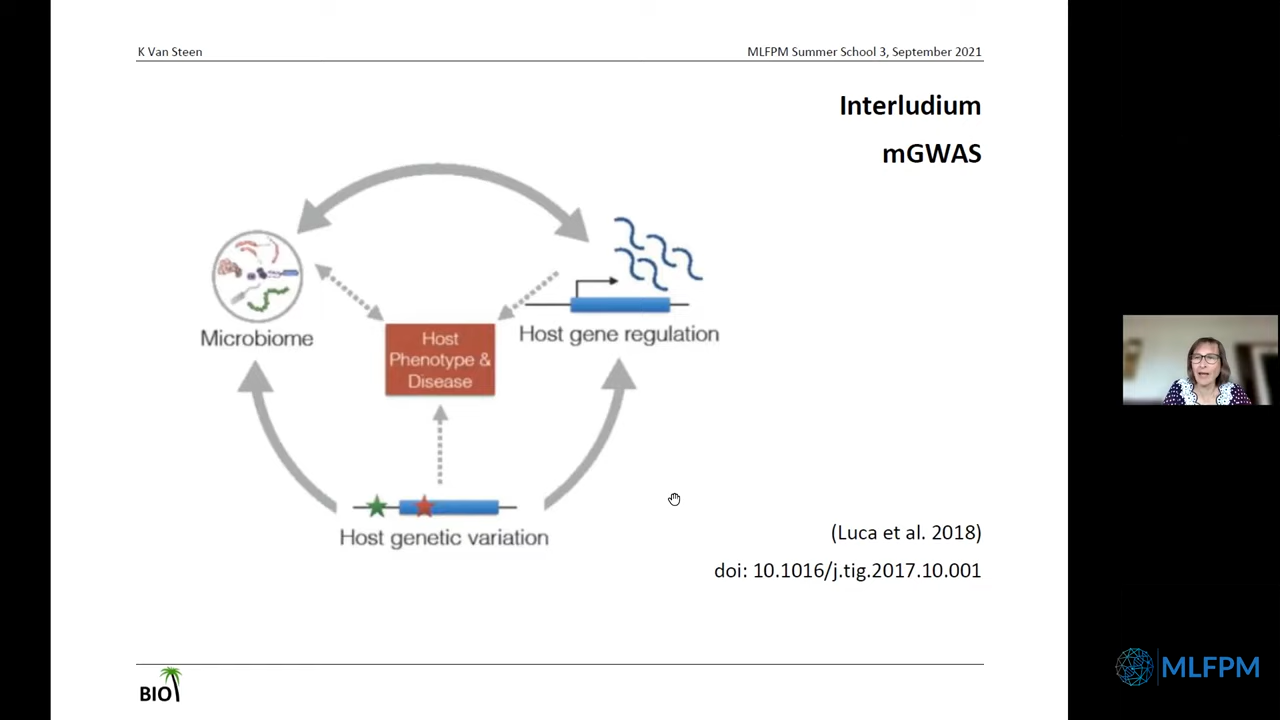 K Van Steen
MLFPM Summer School 3, September 2021
Interludium
mGWAS
Microbiome
Host gene regulation
Host
Phenotype &
Disease
Host genetic variation
(Luca et al. 2018)
doi: 10.1016/j.tig.2017.10.001
BIO
MLFPM